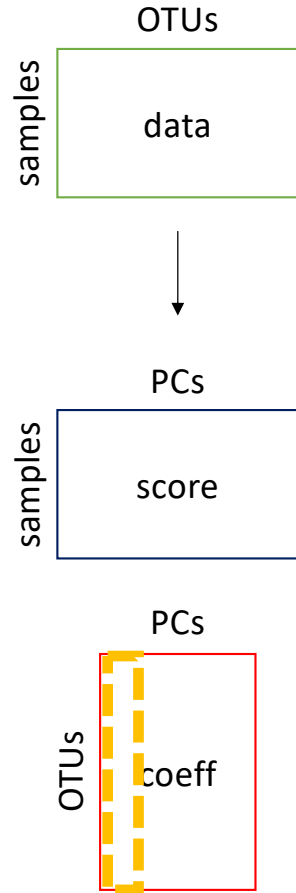 OTUs
samples
data
PCs
samples
score
PCs
OTUs
coeff